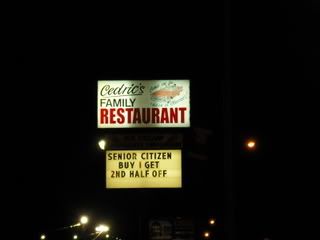 Cedric's
FAMILY
RESTAURANT
SENIOR CITIZEN
BUY 1 GET
2ND HALF OFF